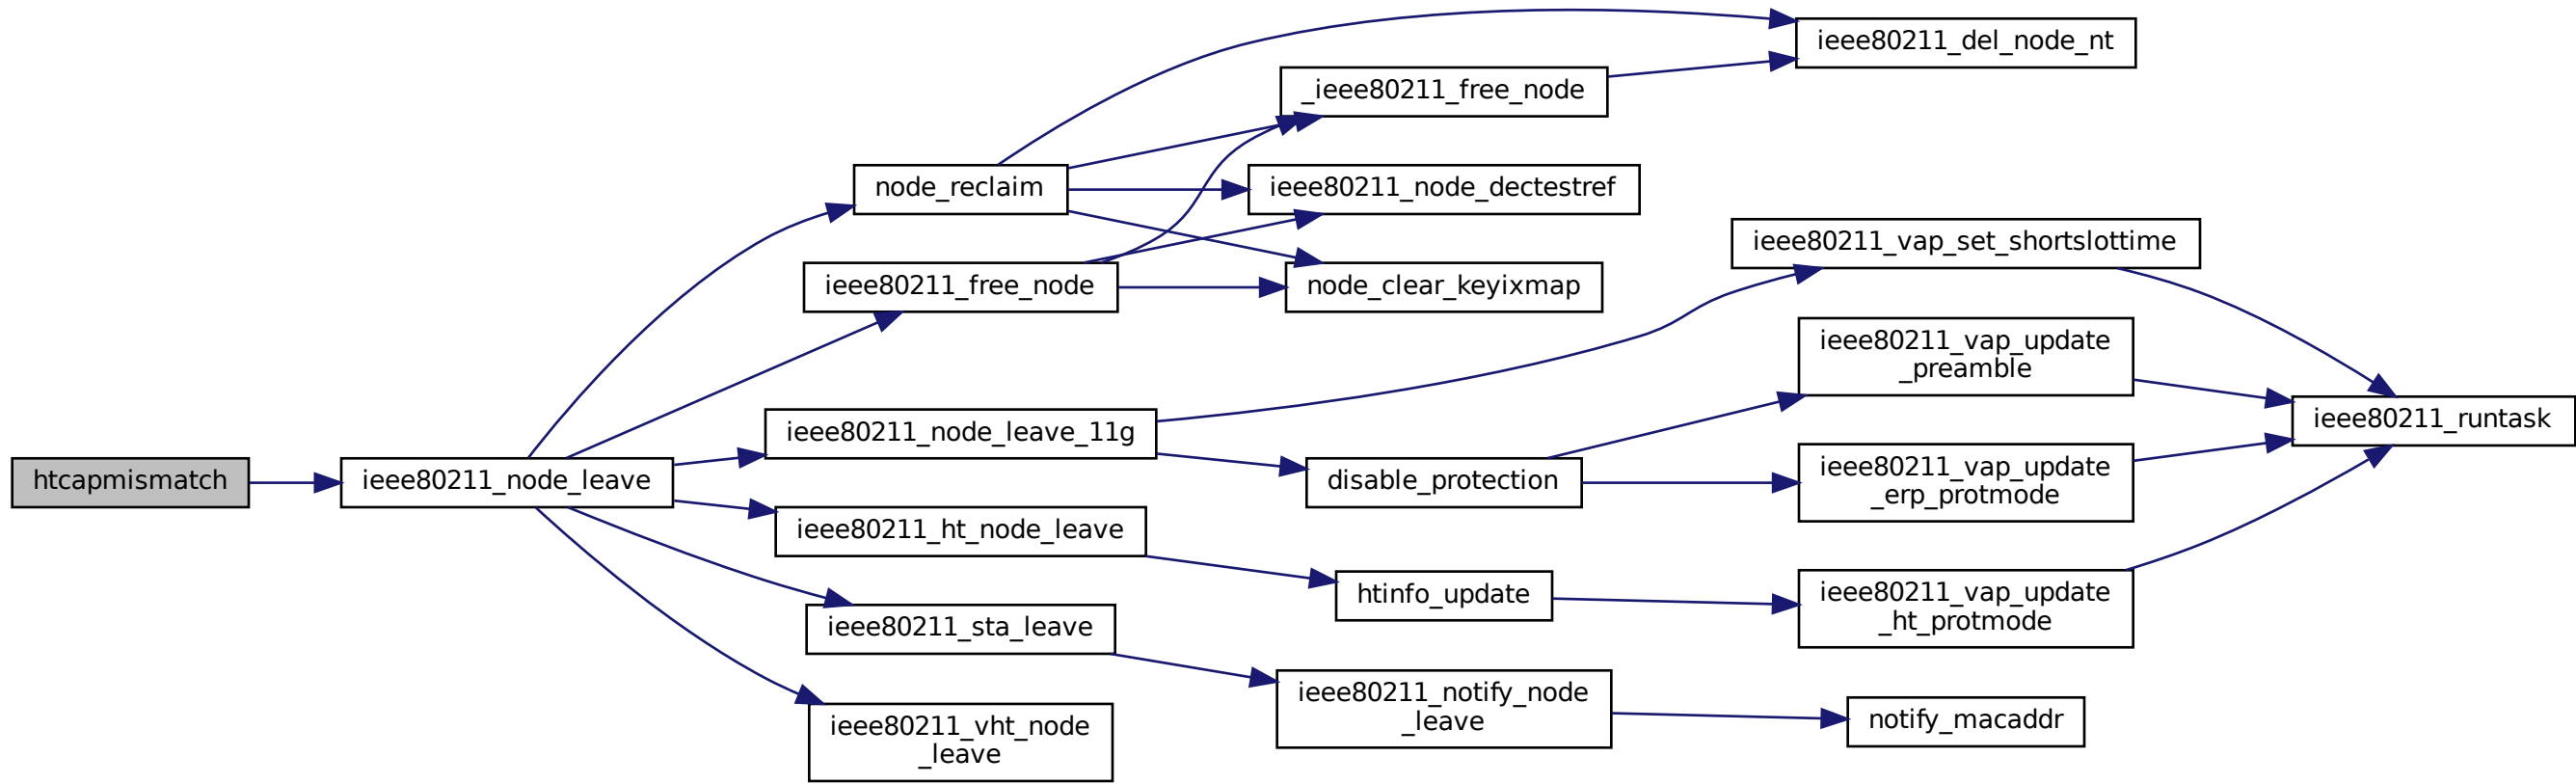 ieee80211_del_node_nt
_ieee80211_free_node
node_reclaim
ieee80211_node_dectestref
ieee80211_vap_set_shortslottime
ieee80211_free_node
node_clear_keyixmap
ieee80211_vap_update
_preamble
ieee80211_runtask
ieee80211_node_leave_11g
htcapmismatch
ieee80211_node_leave
disable_protection
ieee80211_vap_update
_erp_protmode
ieee80211_ht_node_leave
htinfo_update
ieee80211_vap_update
_ht_protmode
ieee80211_sta_leave
ieee80211_notify_node
_leave
notify_macaddr
ieee80211_vht_node
_leave